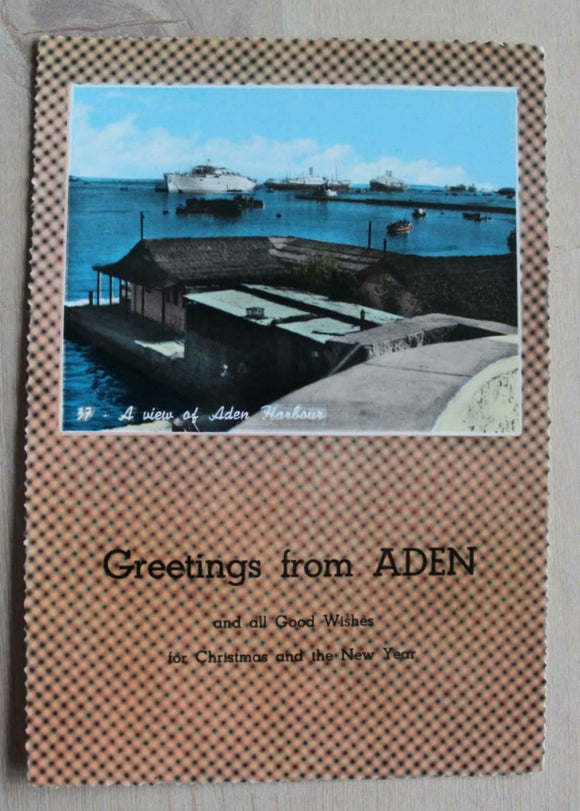 37 - A view of Aden Harbour
Greetings from ADEN
and all Good Wishes
for Christmas and the New Year